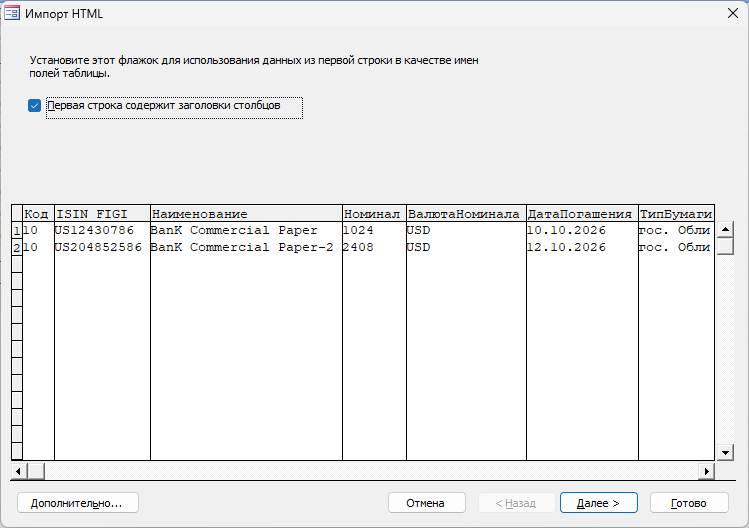 Импорт HTML
Установите этот флажок для использования данных из первой строки в качестве имен
полей таблицы.
Первая строка содержит заголовки столбцов
Код ISIN FIGI Наименование Номинал ВалютаНоминала ДатаПогашения ТипБумаги
1 10 US12430786 BanK Commercial Paper 1024 USD 10.10.2026 гос. Обли
2 10 US204852586 BanK Commercial Paper-2 2408 USD 12.10.2026 гос. Обли
Дополнительно... Отмена < Назад Далее > Готово